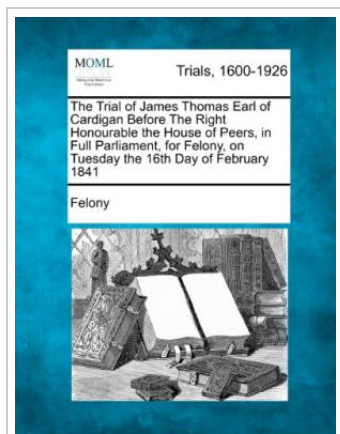 MOML
Trials, 1600-1926
The Trial of James Thomas Earl of
Cardigan Before The Right
Honourable the House of Peers, in
Full Parliament, for Felony, on
Tuesday the 16th Day of February
1841
Felony